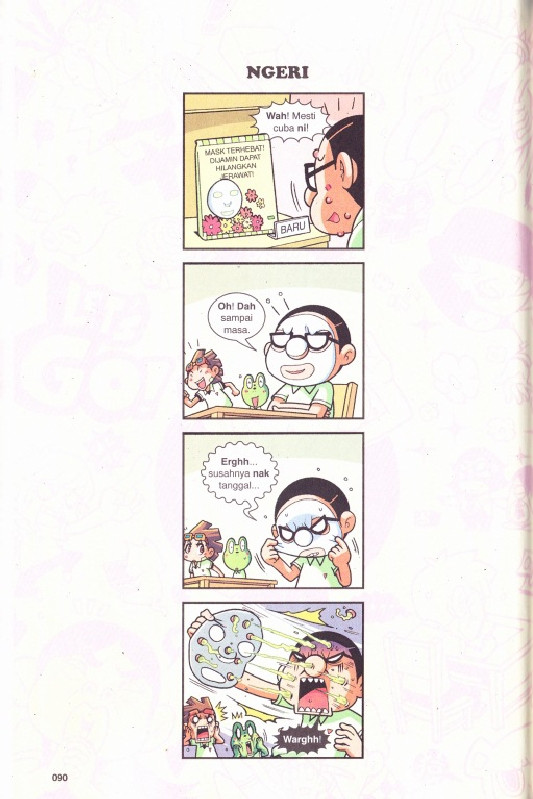 NGERI
Wah! Mesti
cuba ni!
MASK TERHEBAT!
DIJAMIN DAPAT
HILANGKAN
JERAWAT!
BARU
Oh! Dah
sampai
masa.
Erghh...
susahnya nak
tanggal...
Warghh!
090